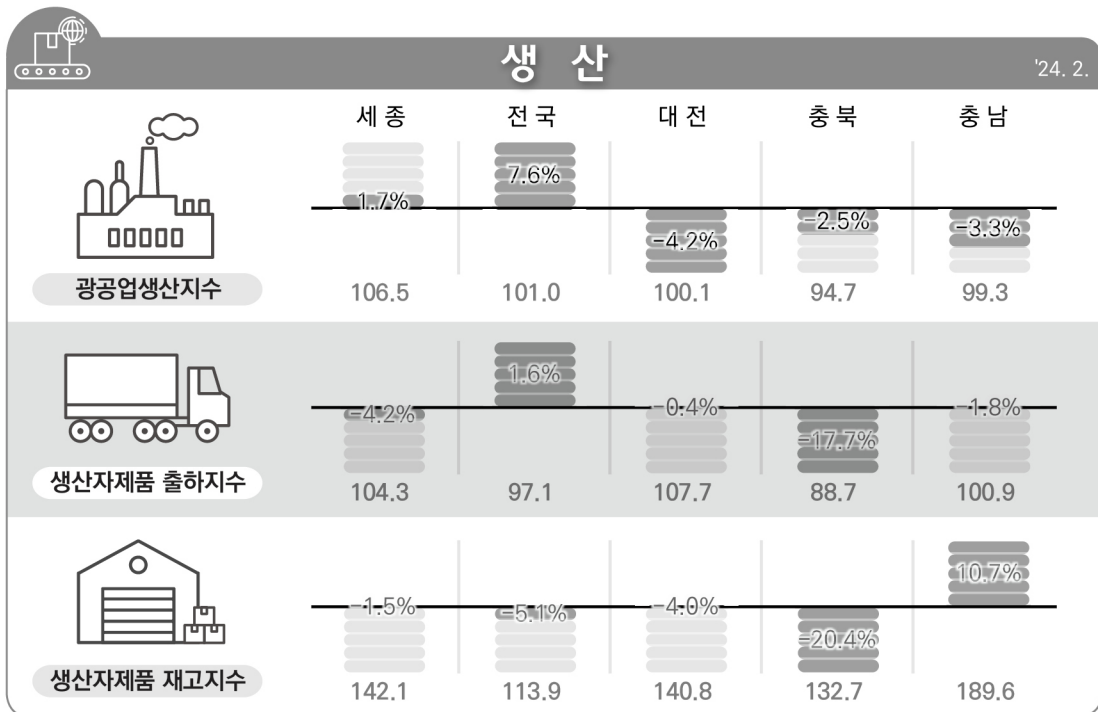 생 산
'24. 2.
세종 전국 대전 충북 충남
1.7% 7.6% -4.2% -2.5% -3.3%
광공업생산지수
106.5 101.0 100.1 94.7 99.3
-4.2% 1.6% -0.4% -17.7% -1.8%
생산자제품 출하지수
104.3 97.1 107.7 88.7 100.9
-1.5% -5.1% -4.0% -20.4% 10.7%
생산자제품 재고지수
142.1 113.9 140.8 132.7 189.6